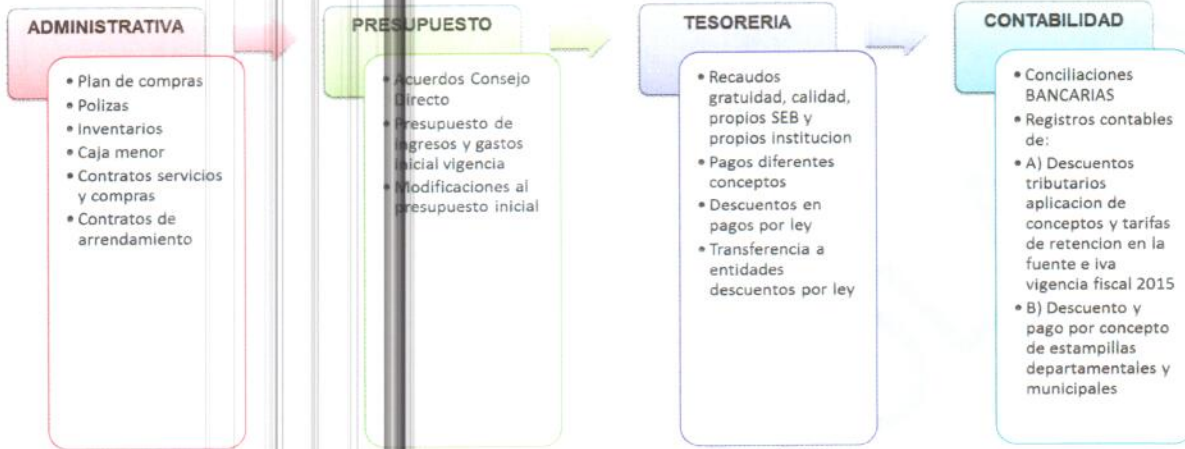 ADMINISTRATIVA
• Plan de compras
• Polizas
• Inventarios
• Caja menor
• Contratos servicios
y compras
• Contratos de
arrendamiento
PRESUPUESTO
• Acuerdos Consejo
Directo
• Presupuesto de
ingresos y gastos
inicial vigencia
• Modificaciones al
presupuesto inicial
TESORERIA
• Recaudos
gratuidad, calidad,
propios SEB y
propios institucion
• Pagos diferentes
conceptos
• Descuentos en
pagos por ley
• Transferencia a
entidades
descuentos por ley
CONTABILIDAD
• Conciliaciones
BANCARIAS
• Registros contables
de:
• A) Descuentos
tributarios
aplicacion de
conceptos y tarifas
de retencion en la
fuente e iva
vigencia fiscal 2015
• B) Descuento y
pago por concepto
de estampillas
departamentales y
municipales